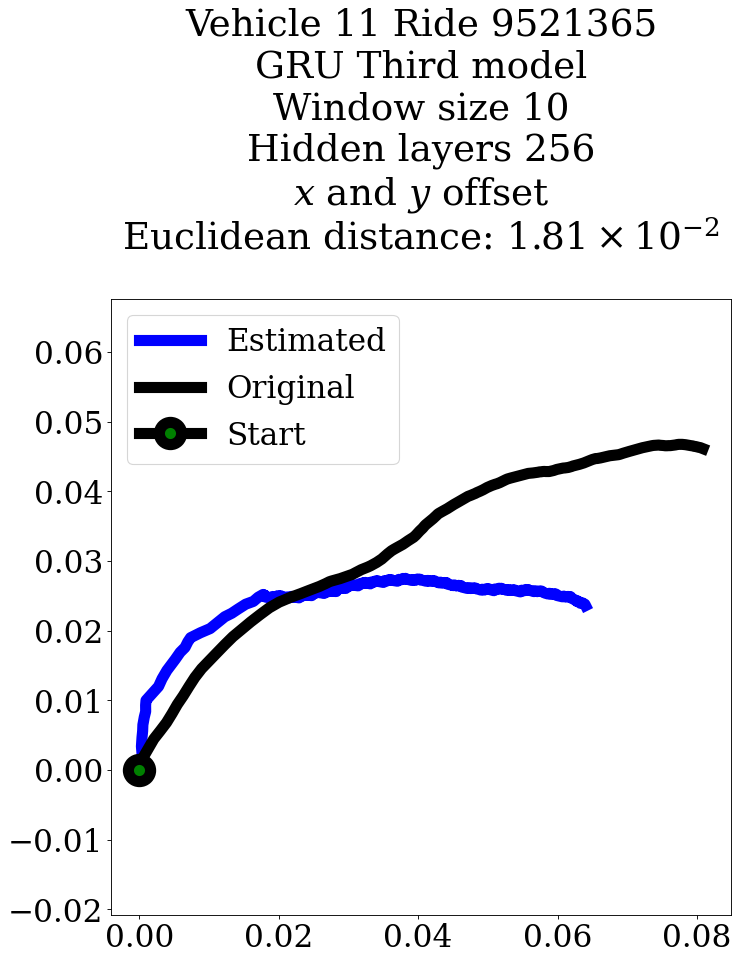 Vehicle 11 Ride 9521365
GRU Third model
Window size 10
Hidden layers 256
x and y offset
Euclidean distance: 1.81 × 10⁻²
Estimated
Original
Start
0.06
0.05
0.04
0.03
0.02
0.01
0.00
−0.01
−0.02
0.00 0.02 0.04 0.06 0.08